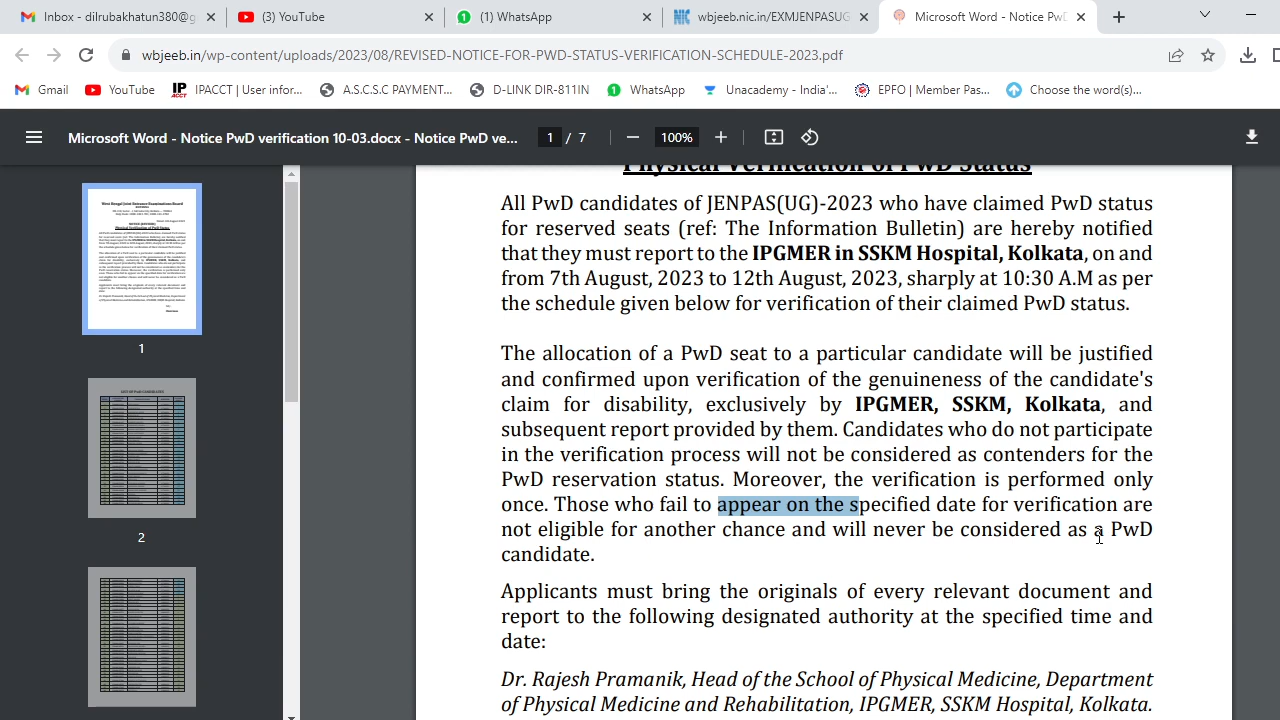 Inbox - dilrubakhatun380@g
(3) YouTube
(1) WhatsApp
wbjeeb.nic.in/EXMJENPASUG
Microsoft Word - Notice PwD
wbjeeb.in/wp-content/uploads/2023/08/REVISED-NOTICE-FOR-PWD-STATUS-VERIFICATION-SCHEDULE-2023.pdf
Gmail YouTube IPACCT | User infor... A.S.C.S.C PAYMENT... D-LINK DIR-811IN WhatsApp Unacademy - India'... EPFO | Member Pas... Choose the word(s)...
Microsoft Word - Notice PwD verification 10-03.docx - Notice PwD ve... 1 / 7 100%
Physical Verification of PwD Status
All PwD candidates of JENPAS(UG)-2023 who have claimed PwD status
for reserved seats (ref: The Information Bulletin) are hereby notified
that they must report to the IPGMER in SSKM Hospital, Kolkata, on and
from 7th August, 2023 to 12th August, 2023, sharply at 10:30 A.M as per
the schedule given below for verification of their claimed PwD status.
The allocation of a PwD seat to a particular candidate will be justified
and confirmed upon verification of the genuineness of the candidate's
claim for disability, exclusively by IPGMER, SSKM, Kolkata, and
subsequent report provided by them. Candidates who do not participate
in the verification process will not be considered as contenders for the
PwD reservation status. Moreover, the verification is performed only
once. Those who fail to appear on the specified date for verification are
not eligible for another chance and will never be considered as a PwD
candidate.
Applicants must bring the originals of every relevant document and
report to the following designated authority at the specified time and
date:
Dr. Rajesh Pramanik, Head of the School of Physical Medicine, Department
of Physical Medicine and Rehabilitation, IPGMER, SSKM Hospital, Kolkata.
1
2